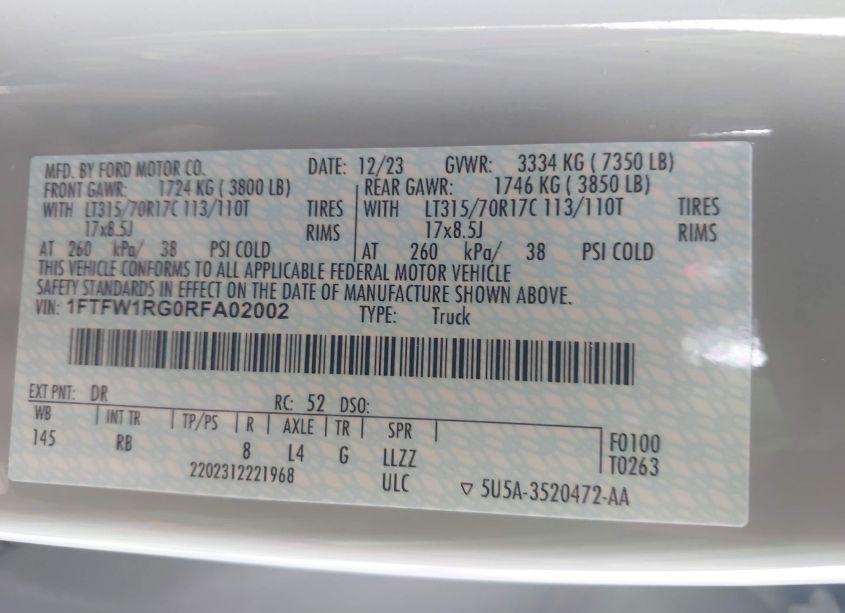 MFD. BY FORD MOTOR CO. DATE: 12/23 GVWR: 3334 KG ( 7350 LB)
FRONT GAWR: 1724 KG ( 3800 LB) REAR GAWR: 1746 KG ( 3850 LB)
WITH LT315/70R17C 113/110T TIRES WITH LT315/70R17C 113/110T TIRES
17x8.5J RIMS 17x8.5J RIMS
AT 260 kPa/ 38 PSI COLD AT 260 kPa/ 38 PSI COLD
THIS VEHICLE CONFORMS TO ALL APPLICABLE FEDERAL MOTOR VEHICLE
SAFETY STANDARDS IN EFFECT ON THE DATE OF MANUFACTURE SHOWN ABOVE.
VIN: 1FTFW1RG0RFA02002 TYPE: Truck
EXT PNT: DR RC: 52 DSO:
WB INT TR TP/PS R AXLE TR SPR
145 RB 8 L4 G LLZZ F0100
T0263
2202312221968 ULC ▽ 5U5A-3520472-AA